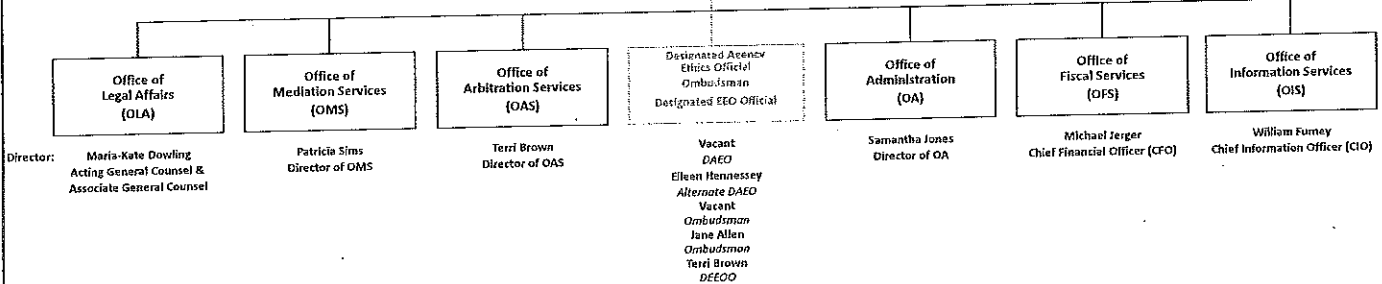 Office of
Legal Affairs
(OLA)
Office of
Mediation Services
(OMS)
Office of
Arbitration Services
(OAS)
Designated Agency
Ethics Official
Ombudsman
Designated EEO Official
Office of
Administration
(OA)
Office of
Fiscal Services
(OFS)
Office of
Information Services
(OIS)
Director:
Maria-Kate Dowling
Acting General Counsel &
Associate General Counsel
Patricia Sims
Director of OMS
Terri Brown
Director of OAS
Vacant
DAEO
Eileen Hennessey
Alternate DAEO
Vacant
Ombudsman
Jane Allen
Ombudsman
Terri Brown
DEEOO
Samantha Jones
Director of OA
Michael Jerger
Chief Financial Officer (CFO)
William Fumey
Chief Information Officer (CIO)